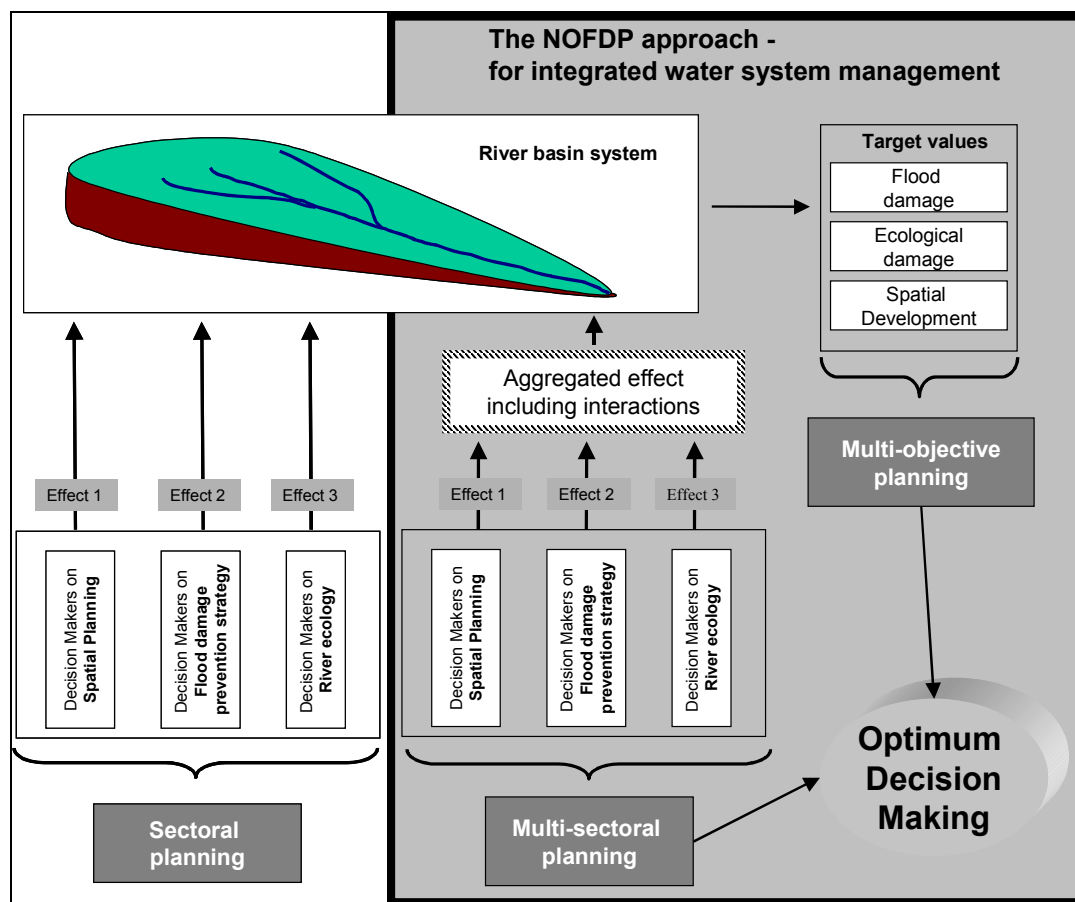 The NOFDP approach -
for integrated water system management
River basin system
Target values
Flood
damage
Ecological
damage
Spatial
Development
Aggregated effect
including interactions
Multi-objective
planning
Effect 1
Effect 2
Effect 3
Effect 1
Effect 2
Effect 3
Decision Makers on
Spatial Planning
Decision Makers on
Flood damage
prevention strategy
Decision Makers on
River ecology
Decision Makers on
Spatial Planning
Decision Makers on
Flood damage
prevention strategy
Decision Makers on
River ecology
Optimum
Decision
Making
Sectoral
planning
Multi-sectoral
planning